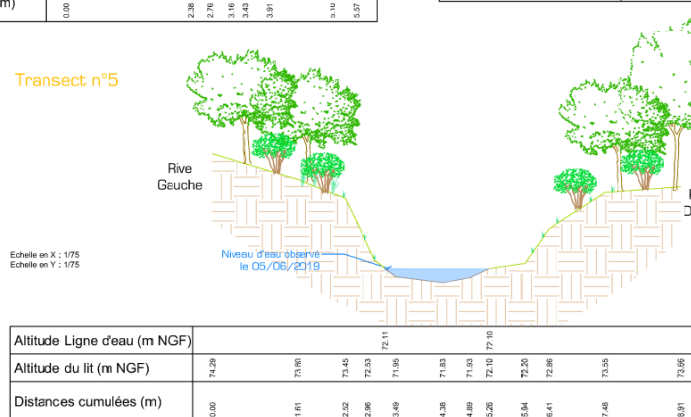 m)
0.00 2.38 2.76 3.16 3.43 3.91 5.10 5.57
Transect n°5
Rive
Gauche
Echelle en X : 1/75
Echelle en Y : 1/75
Niveau d'eau observé
le 05/06/2019
Altitude Ligne d'eau (m NGF) 72.11 72.10
Altitude du lit (m NGF) 74.29 73.80 73.45 72.53 71.95 71.83 71.93 72.10 72.20 72.86 73.55 73.66
Distances cumulées (m) 0.00 1.61 2.52 2.96 3.49 4.38 4.89 5.26 5.94 6.41 7.48 8.91